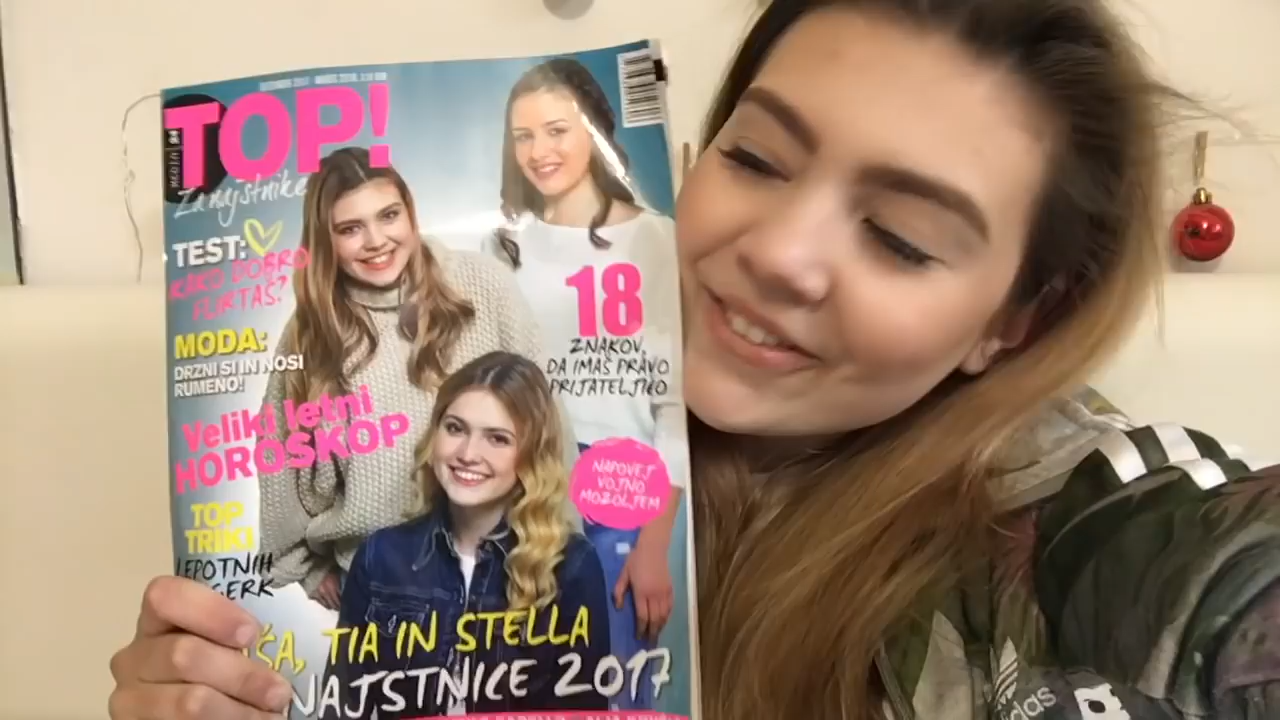 TOP!
za najstnike
TEST:
KAKO DOBRO
FLIRTAŠ?
MODA:
DRZNI SI IN NOSI
RUMENO!
Veliki letni
HOROSKOP
TOP
TRIKI
LEPOTNIH
18
ZNAKOV,
DA IMAŠ PRAVO
PRIJATELJICO
NAPOVEJ
VOJNO
MOZOLJEM
TIA IN STELLA
NAJSTNICE 2017
adidas